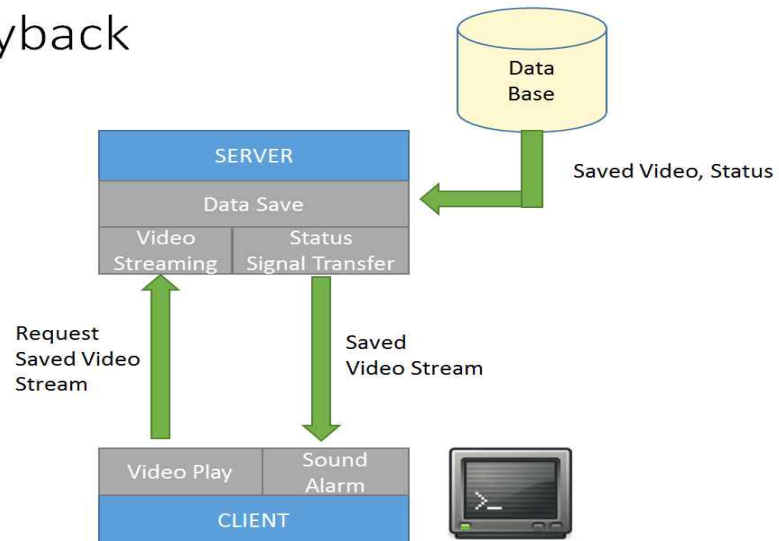 yback
Data
Base
SERVER
Saved Video, Status
Data Save
Video
Streaming
Status
Signal Transfer
Request
Saved Video
Stream
Saved
Video Stream
Video Play
Sound
Alarm
CLIENT
>_